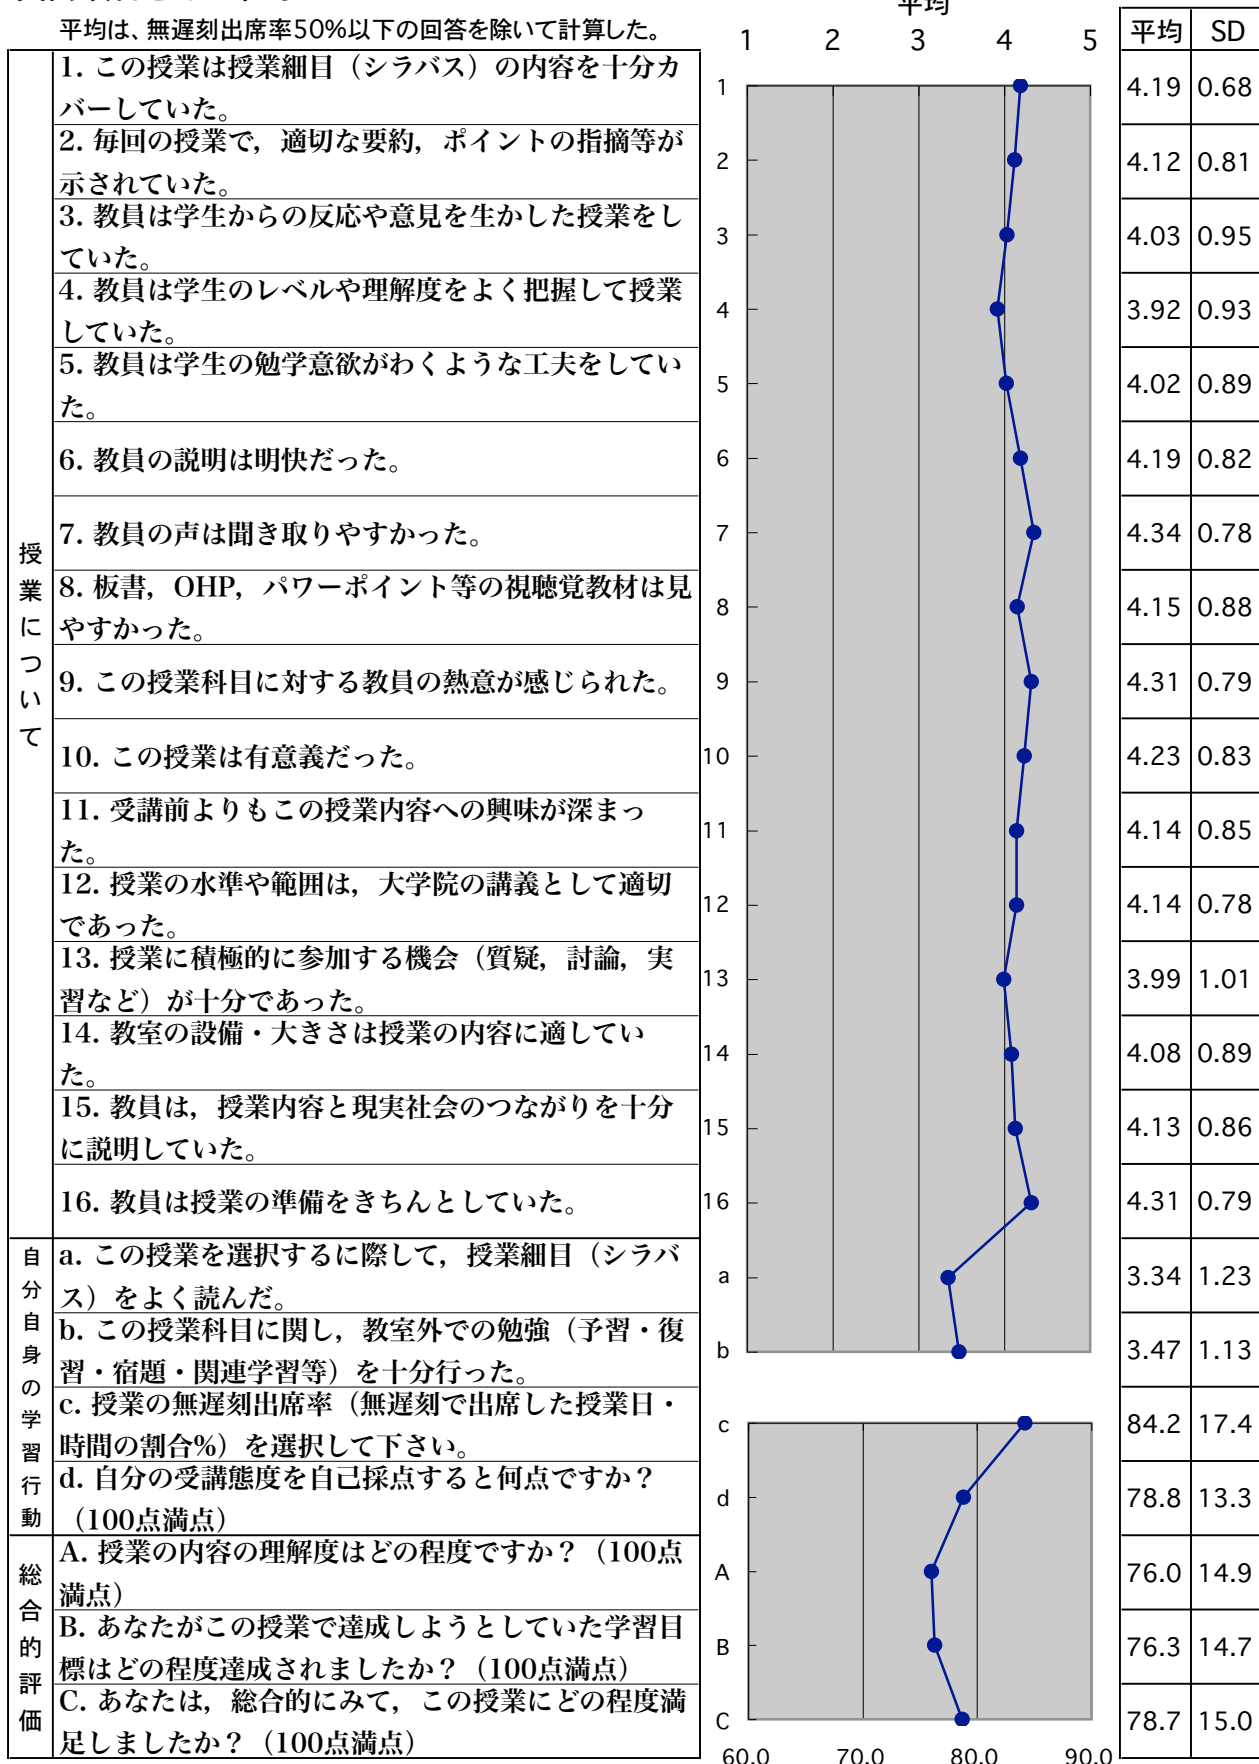 平均は、無遅刻出席率50%以下の回答を除いて計算した。
平均
1 2 3 4 5
平均 SD
授業について
1. この授業は授業細目（シラバス）の内容を十分カ
バーしていた。
1
4.19 0.68
2. 毎回の授業で，適切な要約，ポイントの指摘等が
示されていた。
2
4.12 0.81
3. 教員は学生からの反応や意見を生かした授業をし
ていた。
3
4.03 0.95
4. 教員は学生のレベルや理解度をよく把握して授業
していた。
4
3.92 0.93
5. 教員は学生の勉学意欲がわくような工夫をしてい
た。
5
4.02 0.89
6. 教員の説明は明快だった。
6
4.19 0.82
7. 教員の声は聞き取りやすかった。
7
4.34 0.78
8. 板書，OHP，パワーポイント等の視聴覚教材は見
やすかった。
8
4.15 0.88
9. この授業科目に対する教員の熱意が感じられた。
9
4.31 0.79
10. この授業は有意義だった。
10
4.23 0.83
11. 受講前よりもこの授業内容への興味が深まっ
た。
11
4.14 0.85
12. 授業の水準や範囲は，大学院の講義として適切
であった。
12
4.14 0.78
13. 授業に積極的に参加する機会（質疑，討論，実
習など）が十分であった。
13
3.99 1.01
14. 教室の設備・大きさは授業の内容に適してい
た。
14
4.08 0.89
15. 教員は，授業内容と現実社会のつながりを十分
に説明していた。
15
4.13 0.86
16. 教員は授業の準備をきちんとしていた。
16
4.31 0.79
自分自身の学習行動
a. この授業を選択するに際して，授業細目（シラバ
ス）をよく読んだ。
a
3.34 1.23
b. この授業科目に関し，教室外での勉強（予習・復
習・宿題・関連学習等）を十分行った。
b
3.47 1.13
c. 授業の無遅刻出席率（無遅刻で出席した授業日・
時間の割合%）を選択して下さい。
c
84.2 17.4
d. 自分の受講態度を自己採点すると何点ですか？
（100点満点）
d
78.8 13.3
総合的評価
A. 授業の内容の理解度はどの程度ですか？（100点
満点）
A
76.0 14.9
B. あなたがこの授業で達成しようとしていた学習目
標はどの程度達成されましたか？（100点満点）
B
76.3 14.7
C. あなたは，総合的にみて，この授業にどの程度満
足しましたか？（100点満点）
C
78.7 15.0
60.0 70.0 80.0 90.0